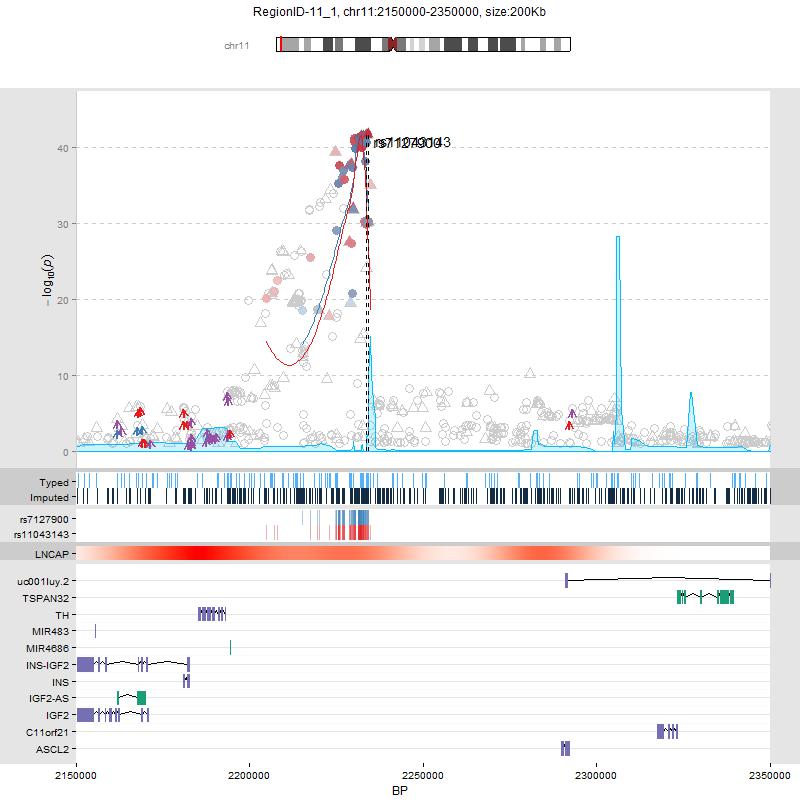 RegionID-11_1, chr11:2150000-2350000, size:200Kb
chr11
− log10(p)
40
30
20
10
0
rs11043143
rs7127900
Typed
Imputed
rs7127900
rs11043143
LNCAP
uc001luy.2
TSPAN32
TH
MIR483
MIR4686
INS-IGF2
INS
IGF2-AS
IGF2
C11orf21
ASCL2
2150000 2200000 2250000 2300000 2350000
BP